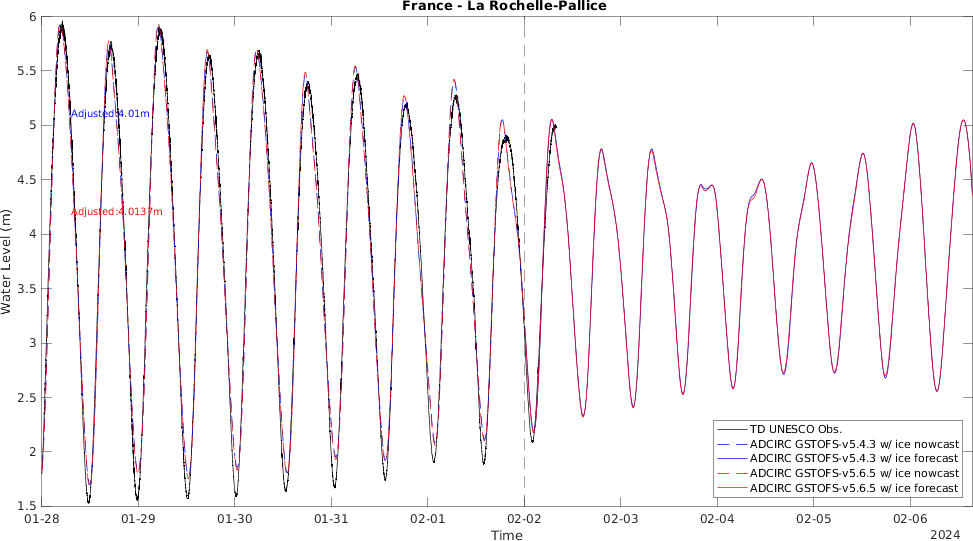 France - La Rochelle-Pallice
6
5.5
5
4.5
4
3.5
3
2.5
2
1.5
Water Level (m)
Adjusted:4.01m
Adjusted:4.0137m
TD UNESCO Obs.
ADCIRC GSTOFS-v5.4.3 w/ ice nowcast
ADCIRC GSTOFS-v5.4.3 w/ ice forecast
ADCIRC GSTOFS-v5.6.5 w/ ice nowcast
ADCIRC GSTOFS-v5.6.5 w/ ice forecast
01-28 01-29 01-30 01-31 02-01 02-02 02-03 02-04 02-05 02-06
Time
2024